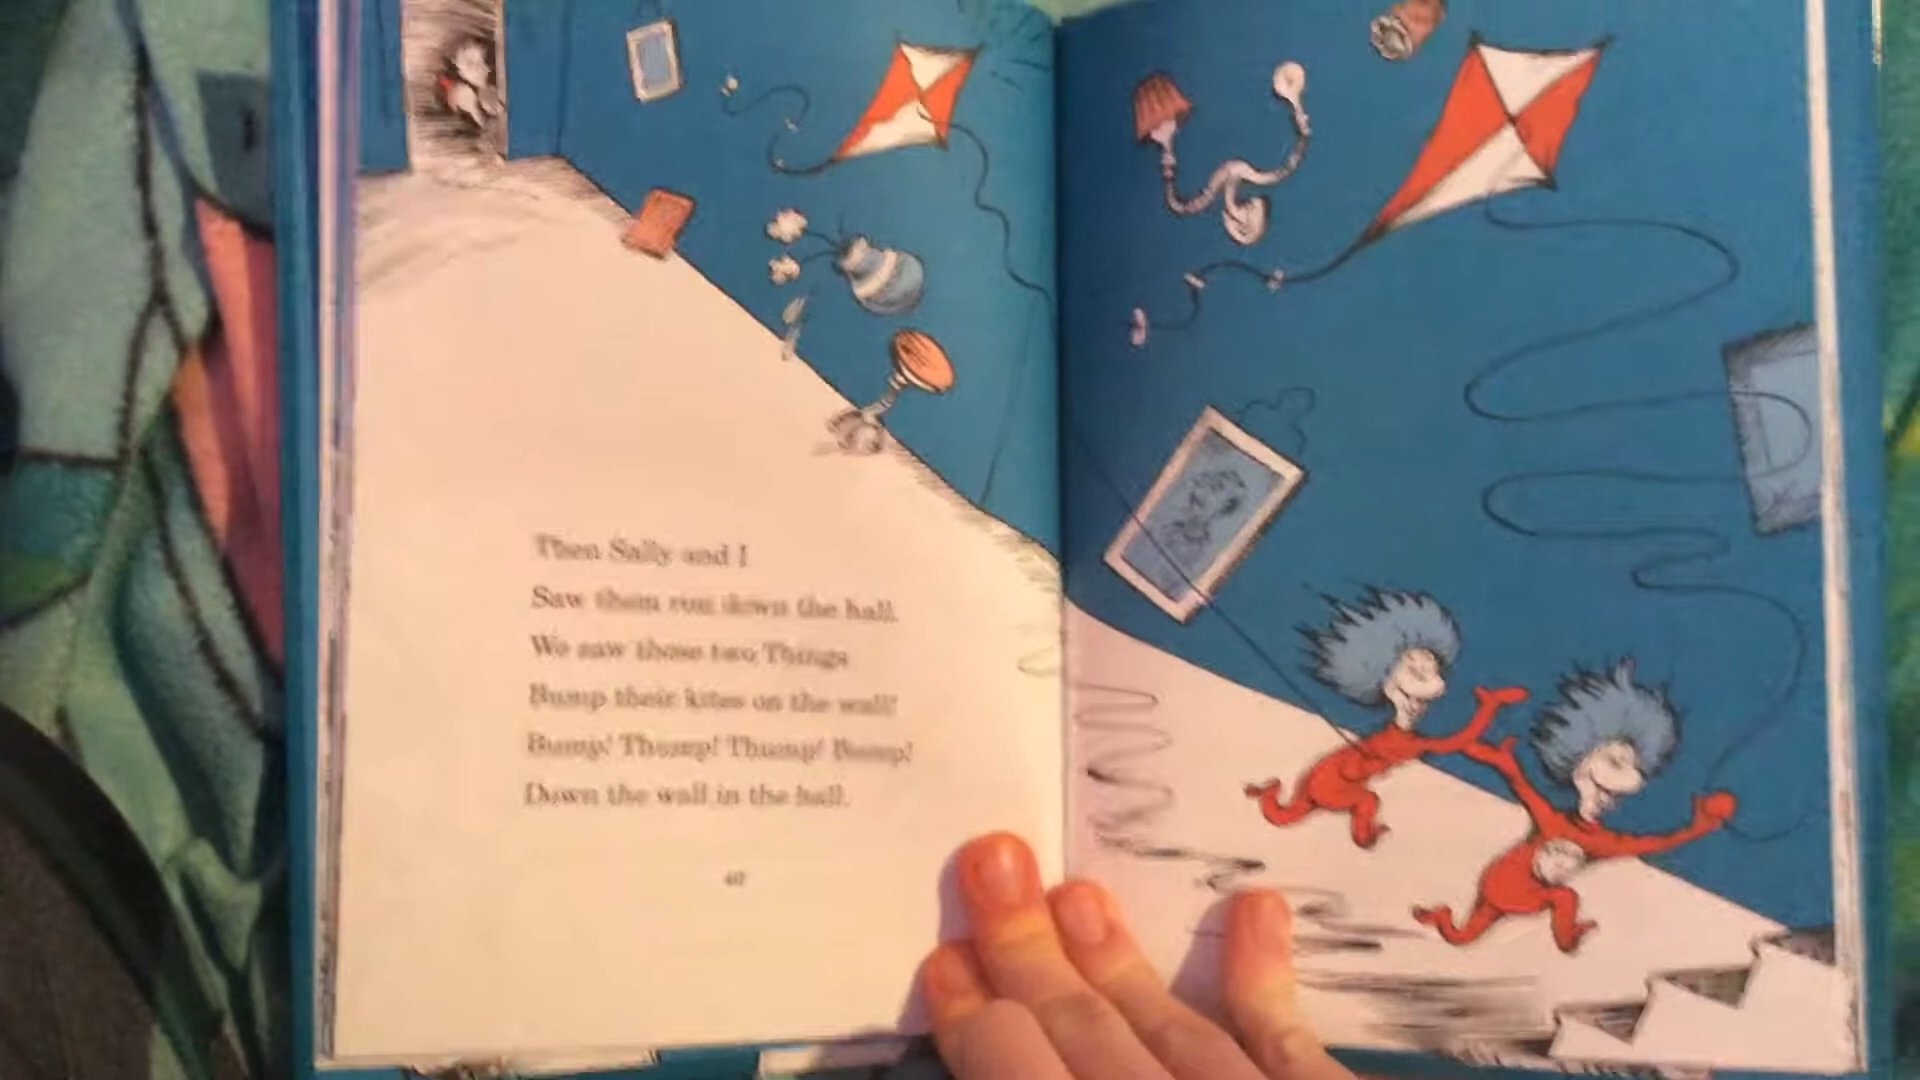 Then Sally and I
Saw them run down the hall.
We saw those two Things
Bump their kites on the wall!
Bump! Thump! Thump! Bump!
Down the wall in the hall.
40